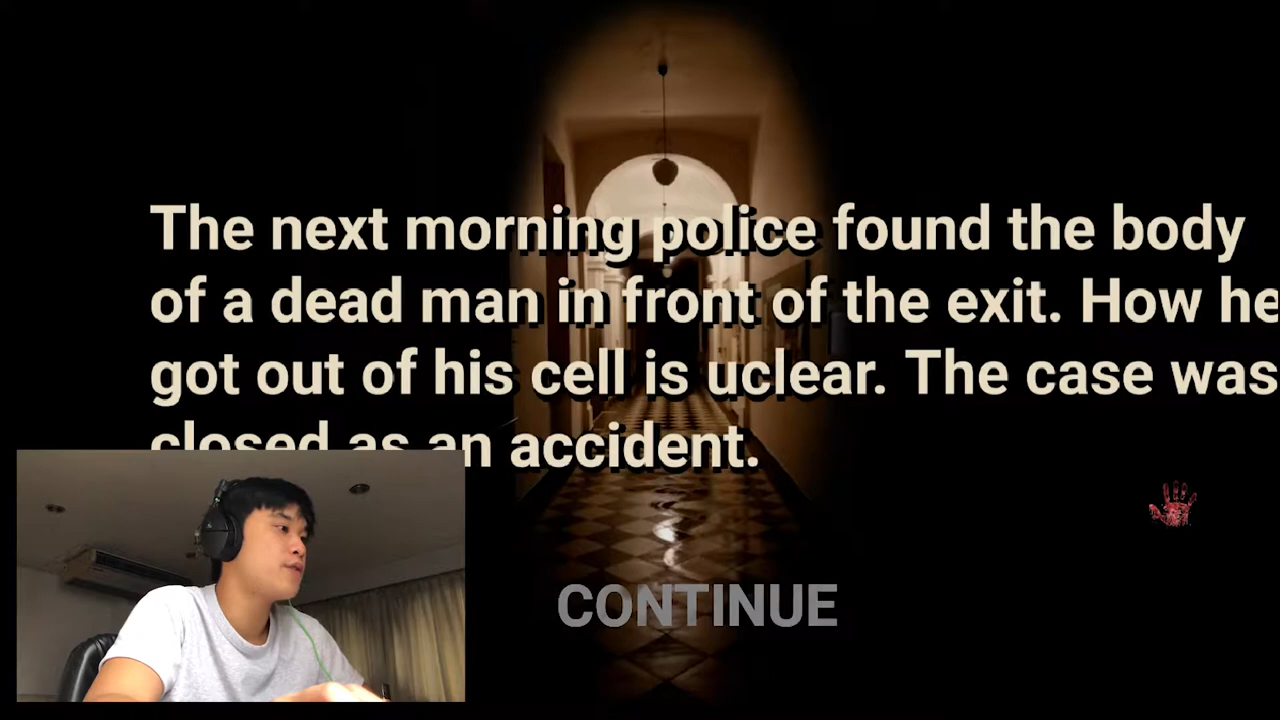 The next morning police found the body
of a dead man in front of the exit. How he
got out of his cell is uclear. The case was
closed as an accident.
CONTINUE